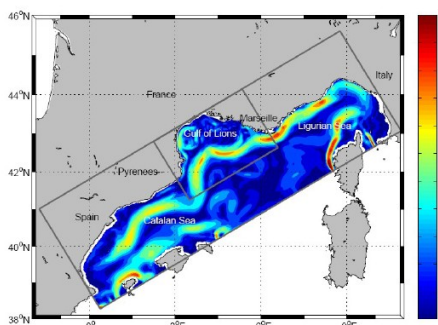 46°N
Italy
44°N
France
Marseille
Gulf of Lions
Ligurian Sea
42°N
Pyrenees
Spain
Catalan Sea
40°N
38°N